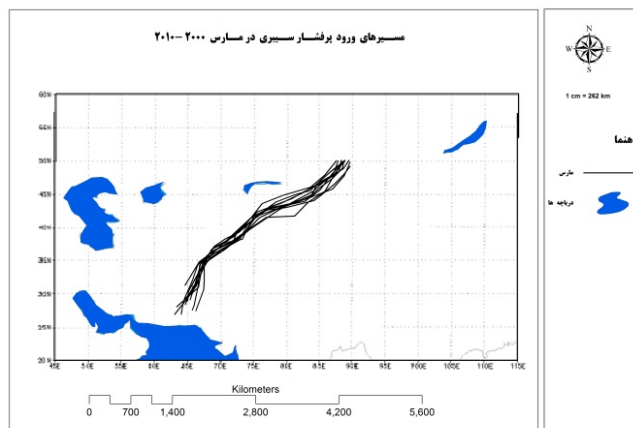 مسیرهای ورود پرفشار سیبری در مارس ۲۰۰۰ -۲۰۱۰
60N
55N
50N
45N
40N
35N
30N
25N
20N
45E 50E 55E 60E 65E 70E 75E 80E 85E 90E 95E 100E 105E 110E 115E
Kilometers
0 700 1,400 2,800 4,200 5,600
N
W E
S
1 cm = 262 km
هنما
مارس
دریاچه ها